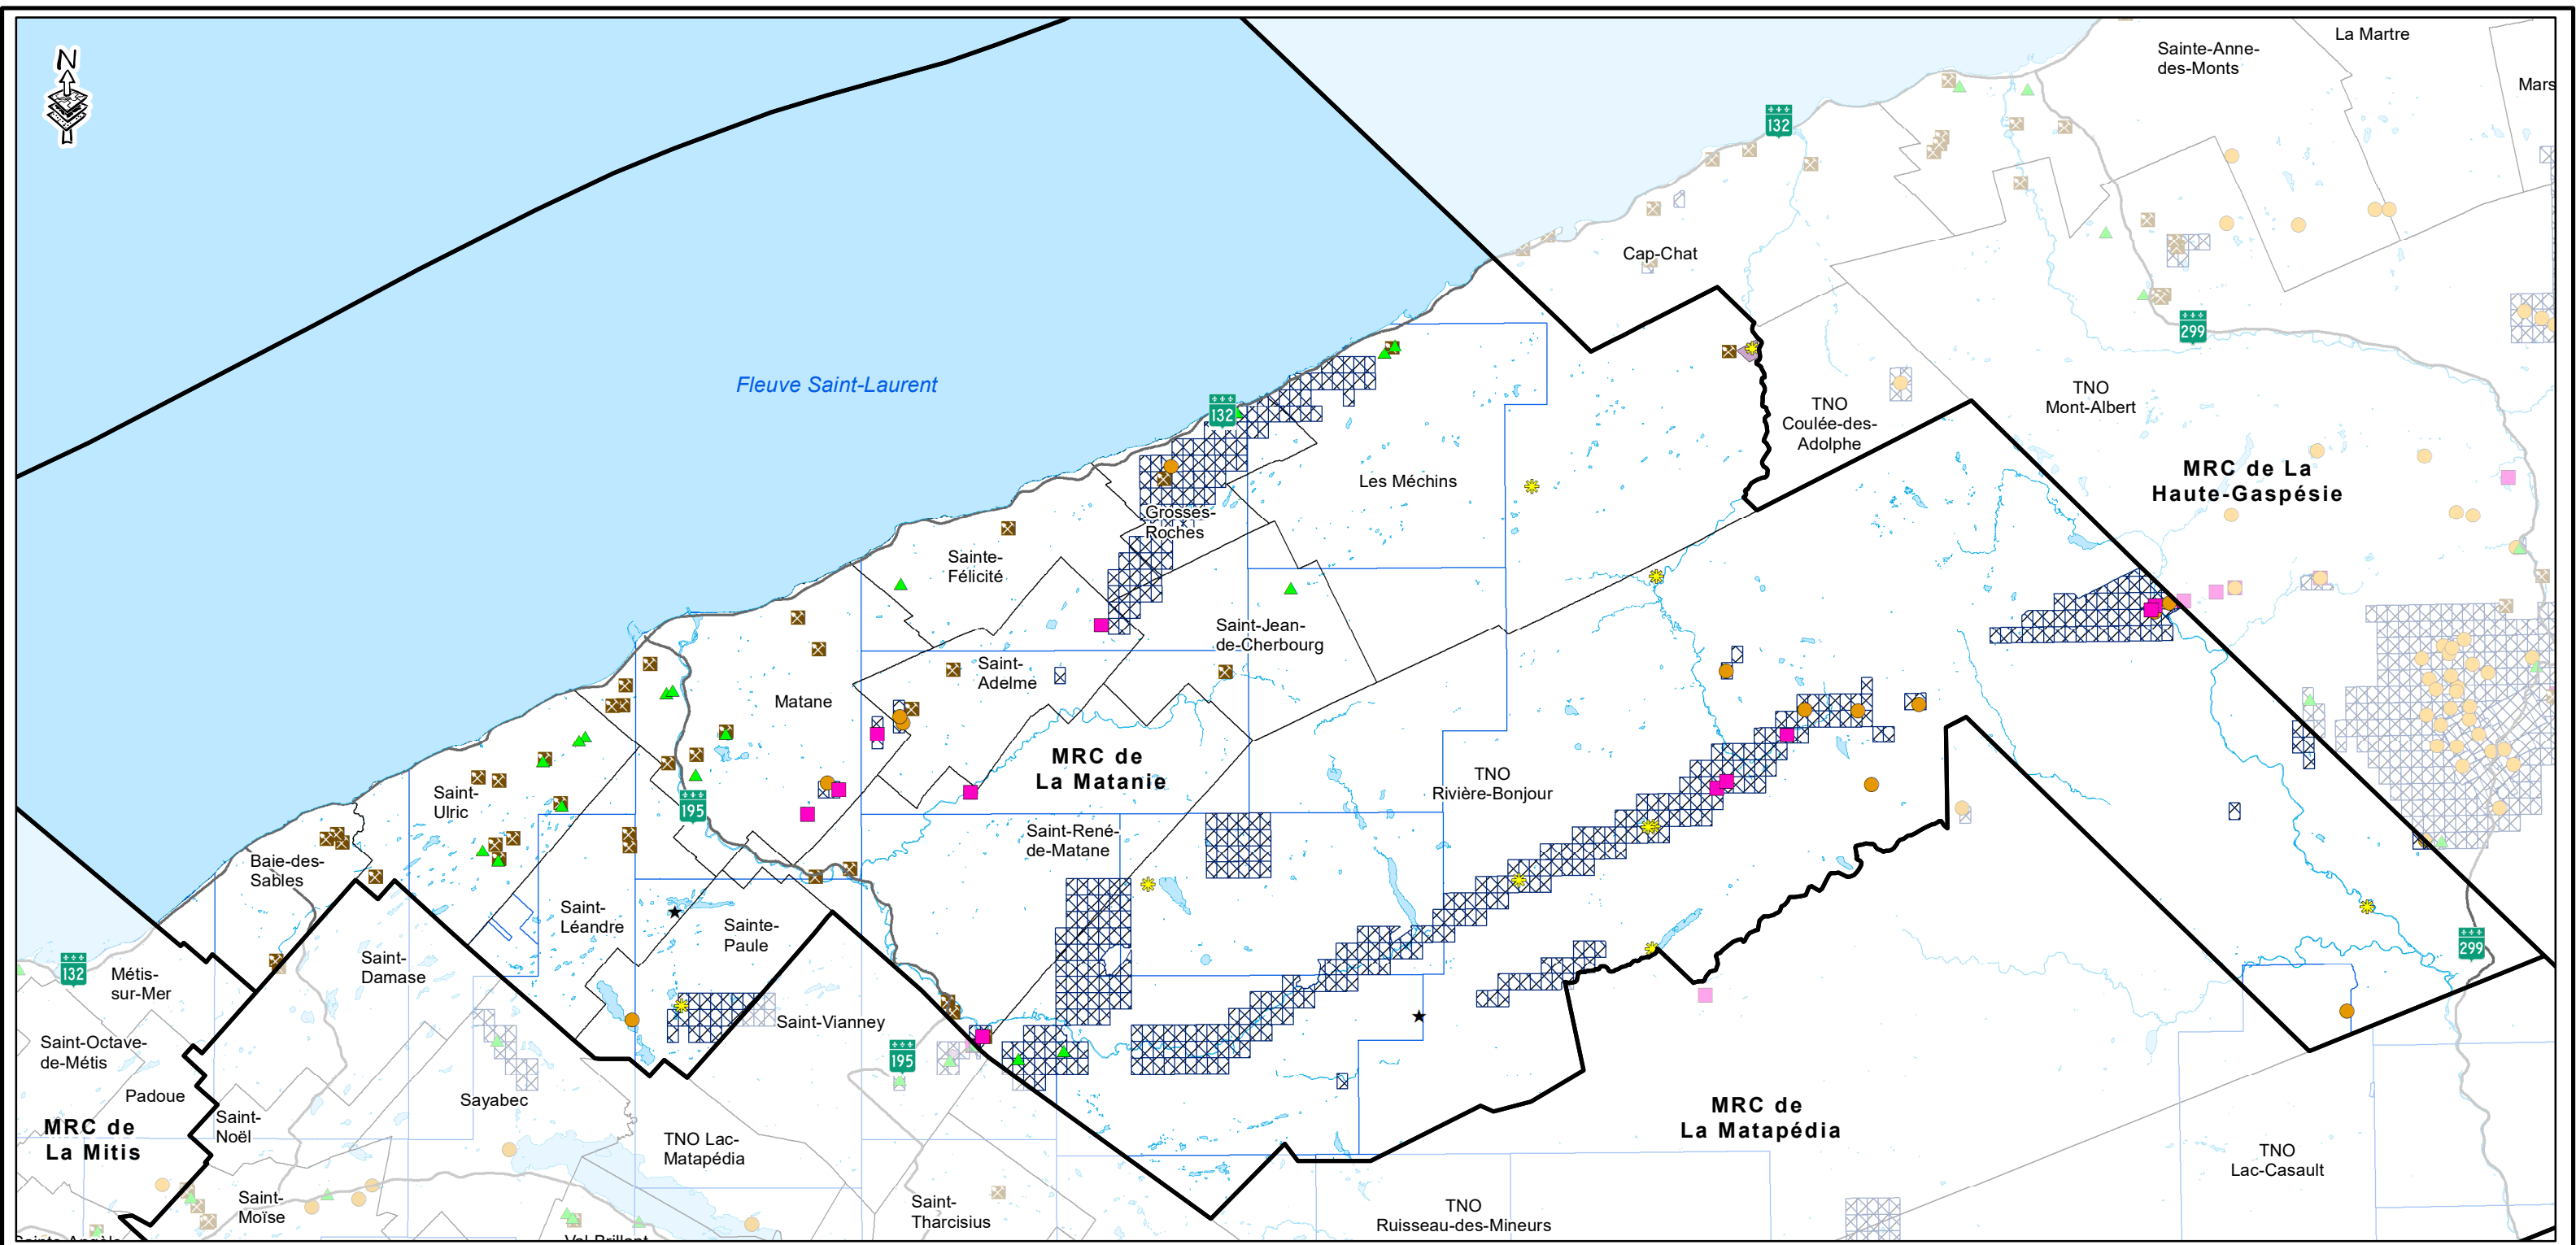 N
La Martre
Sainte-Anne-
des-Monts
Mars
132
Cap-Chat
299
Fleuve Saint-Laurent
132
TNO
Mont-Albert
TNO
Coulée-des-
Adolphe
MRC de La
Haute-Gaspésie
Les Méchins
Grosses-
Roches
Sainte-
Félicité
Saint-Jean-
de-Cherbourg
Saint-
Adelme
Matane
MRC de
La Matanie
TNO
Rivière-Bonjour
Saint-
Ulric
195
Saint-René-
de-Matane
Baie-des-
Sables
Saint-
Léandre
Sainte-
Paule
299
132
Métis-
sur-Mer
Saint-
Damase
Saint-Vianney
Saint-Octave-
de-Métis
195
Padoue
Sayabec
Saint-
Noël
MRC de
La Mitis
MRC de
La Matapédia
TNO Lac-
Matapédia
TNO
Lac-Casault
Saint-
Moïse
Saint-
Tharcisius
TNO
Ruisseau-des-Mineurs
Sainte-Angèle-
Val-Brillant